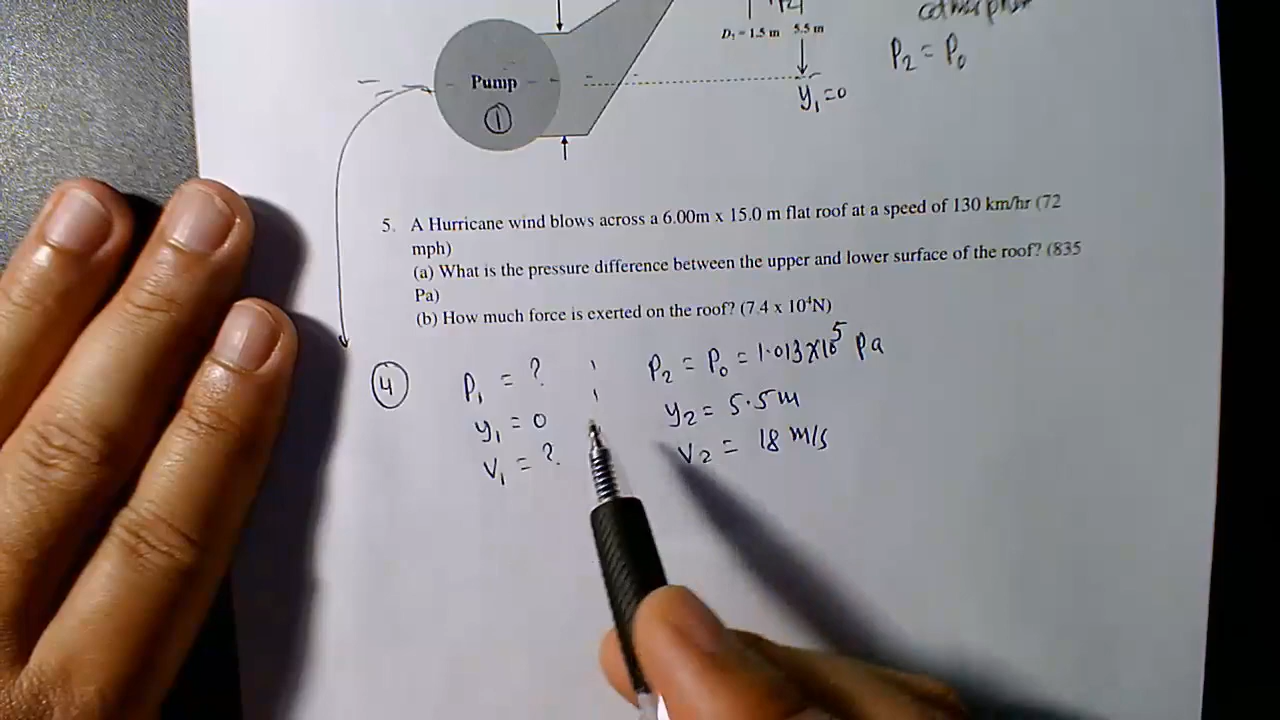 D₂ = 1.5 m 5.5 m
P₂ = P₀
Pump
①
y₁=0
5. A Hurricane wind blows across a 6.00m x 15.0 m flat roof at a speed of 130 km/hr (72
mph)
(a) What is the pressure difference between the upper and lower surface of the roof? (835
Pa)
(b) How much force is exerted on the roof? (7.4 x 10⁴N)
④ P₁ = ? P₂ = P₀ = 1.013X10⁵ Pa
y₁ = 0 y₂ = 5.5m
V₁ = ? V₂ = 18 m/s